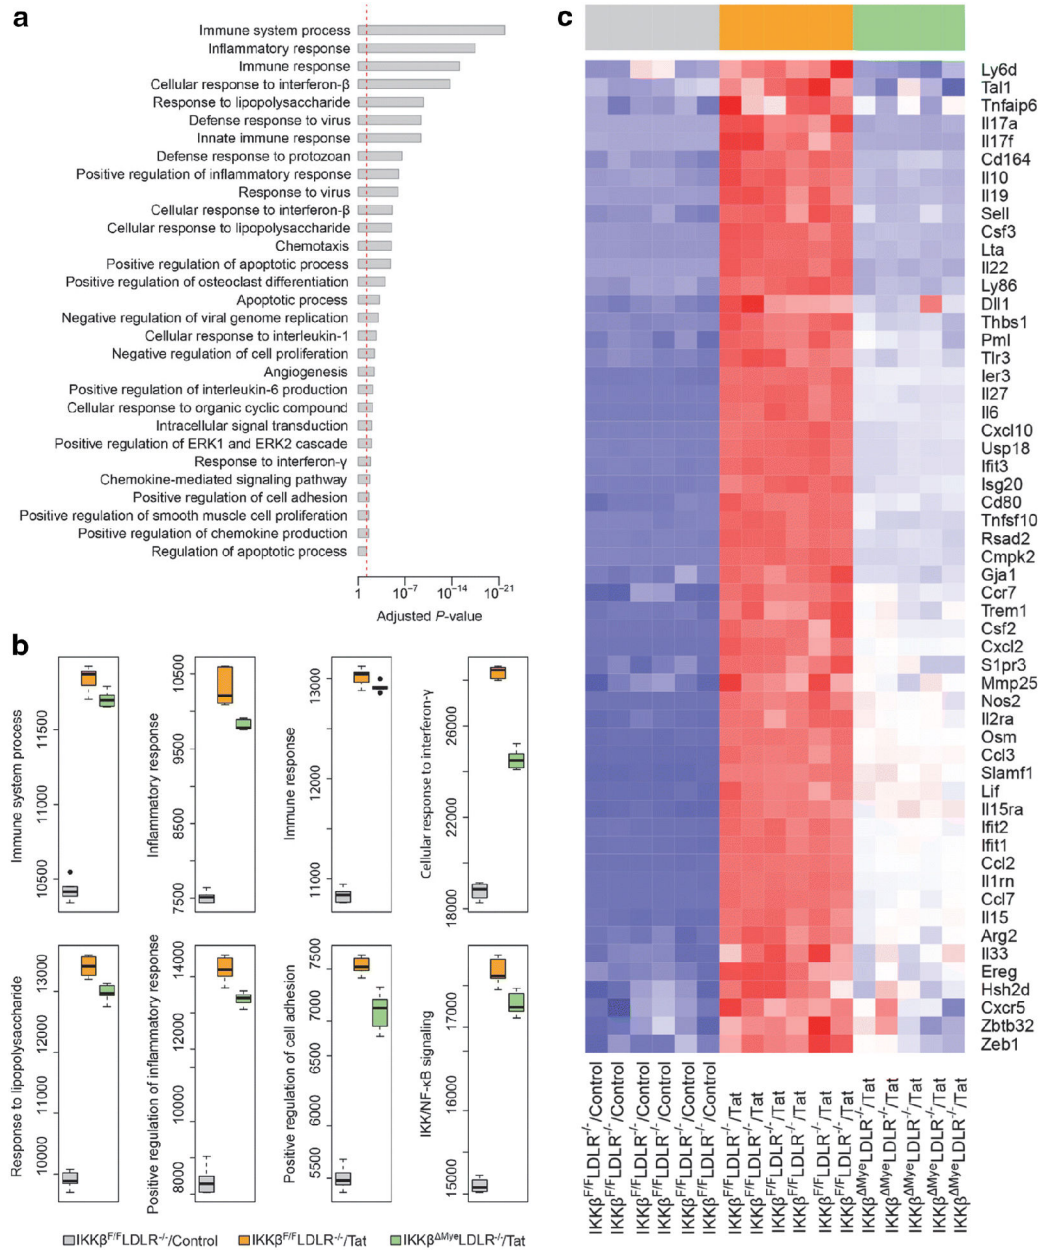 a
Immune system process
Inflammatory response
Immune response
Cellular response to interferon-β
Response to lipopolysaccharide
Defense response to virus
Innate immune response
Defense response to protozoan
Positive regulation of inflammatory response
Response to virus
Cellular response to interferon-β
Cellular response to lipopolysaccharide
Chemotaxis
Positive regulation of apoptotic process
Positive regulation of osteoclast differentiation
Apoptotic process
Negative regulation of viral genome replication
Cellular response to interleukin-1
Negative regulation of cell proliferation
Angiogenesis
Positive regulation of interleukin-6 production
Cellular response to organic cyclic compound
Intracellular signal transduction
Positive regulation of ERK1 and ERK2 cascade
Response to interferon-γ
Chemokine-mediated signaling pathway
Positive regulation of cell adhesion
Positive regulation of smooth muscle cell proliferation
Positive regulation of chemokine production
Regulation of apoptotic process
1 10⁻⁷ 10⁻¹⁴ 10⁻²¹
Adjusted P-value
b
Immune system process
10500 11000 11500
Inflammatory response
7500 8500 9500 10500
Immune response
11000 12000 13000
Cellular response to interferon-γ
18000 22000 26000
Response to lipopolysaccharide
10000 11000 12000 13000
Positive regulation of inflammatory response
8000 10000 12000 14000
Positive regulation of cell adhesion
5500 6000 6500 7000 7500
IKK/NF-κB signaling
15000 16000 17000
IKKβF/FLDLR-/-/Control IKKβF/FLDLR-/-/Tat IKKβΔMyeLDLR-/-/Tat
c
Ly6d
Tal1
Tnfaip6
Il17a
Il17f
Cd164
Il10
Il19
Sell
Csf3
Lta
Il22
Ly86
Dll1
Thbs1
Pml
Tlr3
Ier3
Il27
Il6
Cxcl10
Usp18
Ifit3
Isg20
Cd80
Tnfsf10
Rsad2
Cmpk2
Gja1
Ccr7
Trem1
Csf2
Cxcl2
S1pr3
Mmp25
Nos2
Il2ra
Osm
Ccl3
Slamf1
Lif
Il15ra
Ifit2
Ifit1
Ccl2
Il1rn
Ccl7
Il15
Arg2
Il33
Ereg
Hsh2d
Cxcr5
Zbtb32
Zeb1
IKKβF/FLDLR-/-/Control
IKKβF/FLDLR-/-/Control
IKKβF/FLDLR-/-/Control
IKKβF/FLDLR-/-/Control
IKKβF/FLDLR-/-/Control
IKKβF/FLDLR-/-/Control
IKKβF/FLDLR-/-/Tat
IKKβF/FLDLR-/-/Tat
IKKβF/FLDLR-/-/Tat
IKKβF/FLDLR-/-/Tat
IKKβF/FLDLR-/-/Tat
IKKβF/FLDLR-/-/Tat
IKKβΔMyeLDLR-/-/Tat
IKKβΔMyeLDLR-/-/Tat
IKKβΔMyeLDLR-/-/Tat
IKKβΔMyeLDLR-/-/Tat
IKKβΔMyeLDLR-/-/Tat